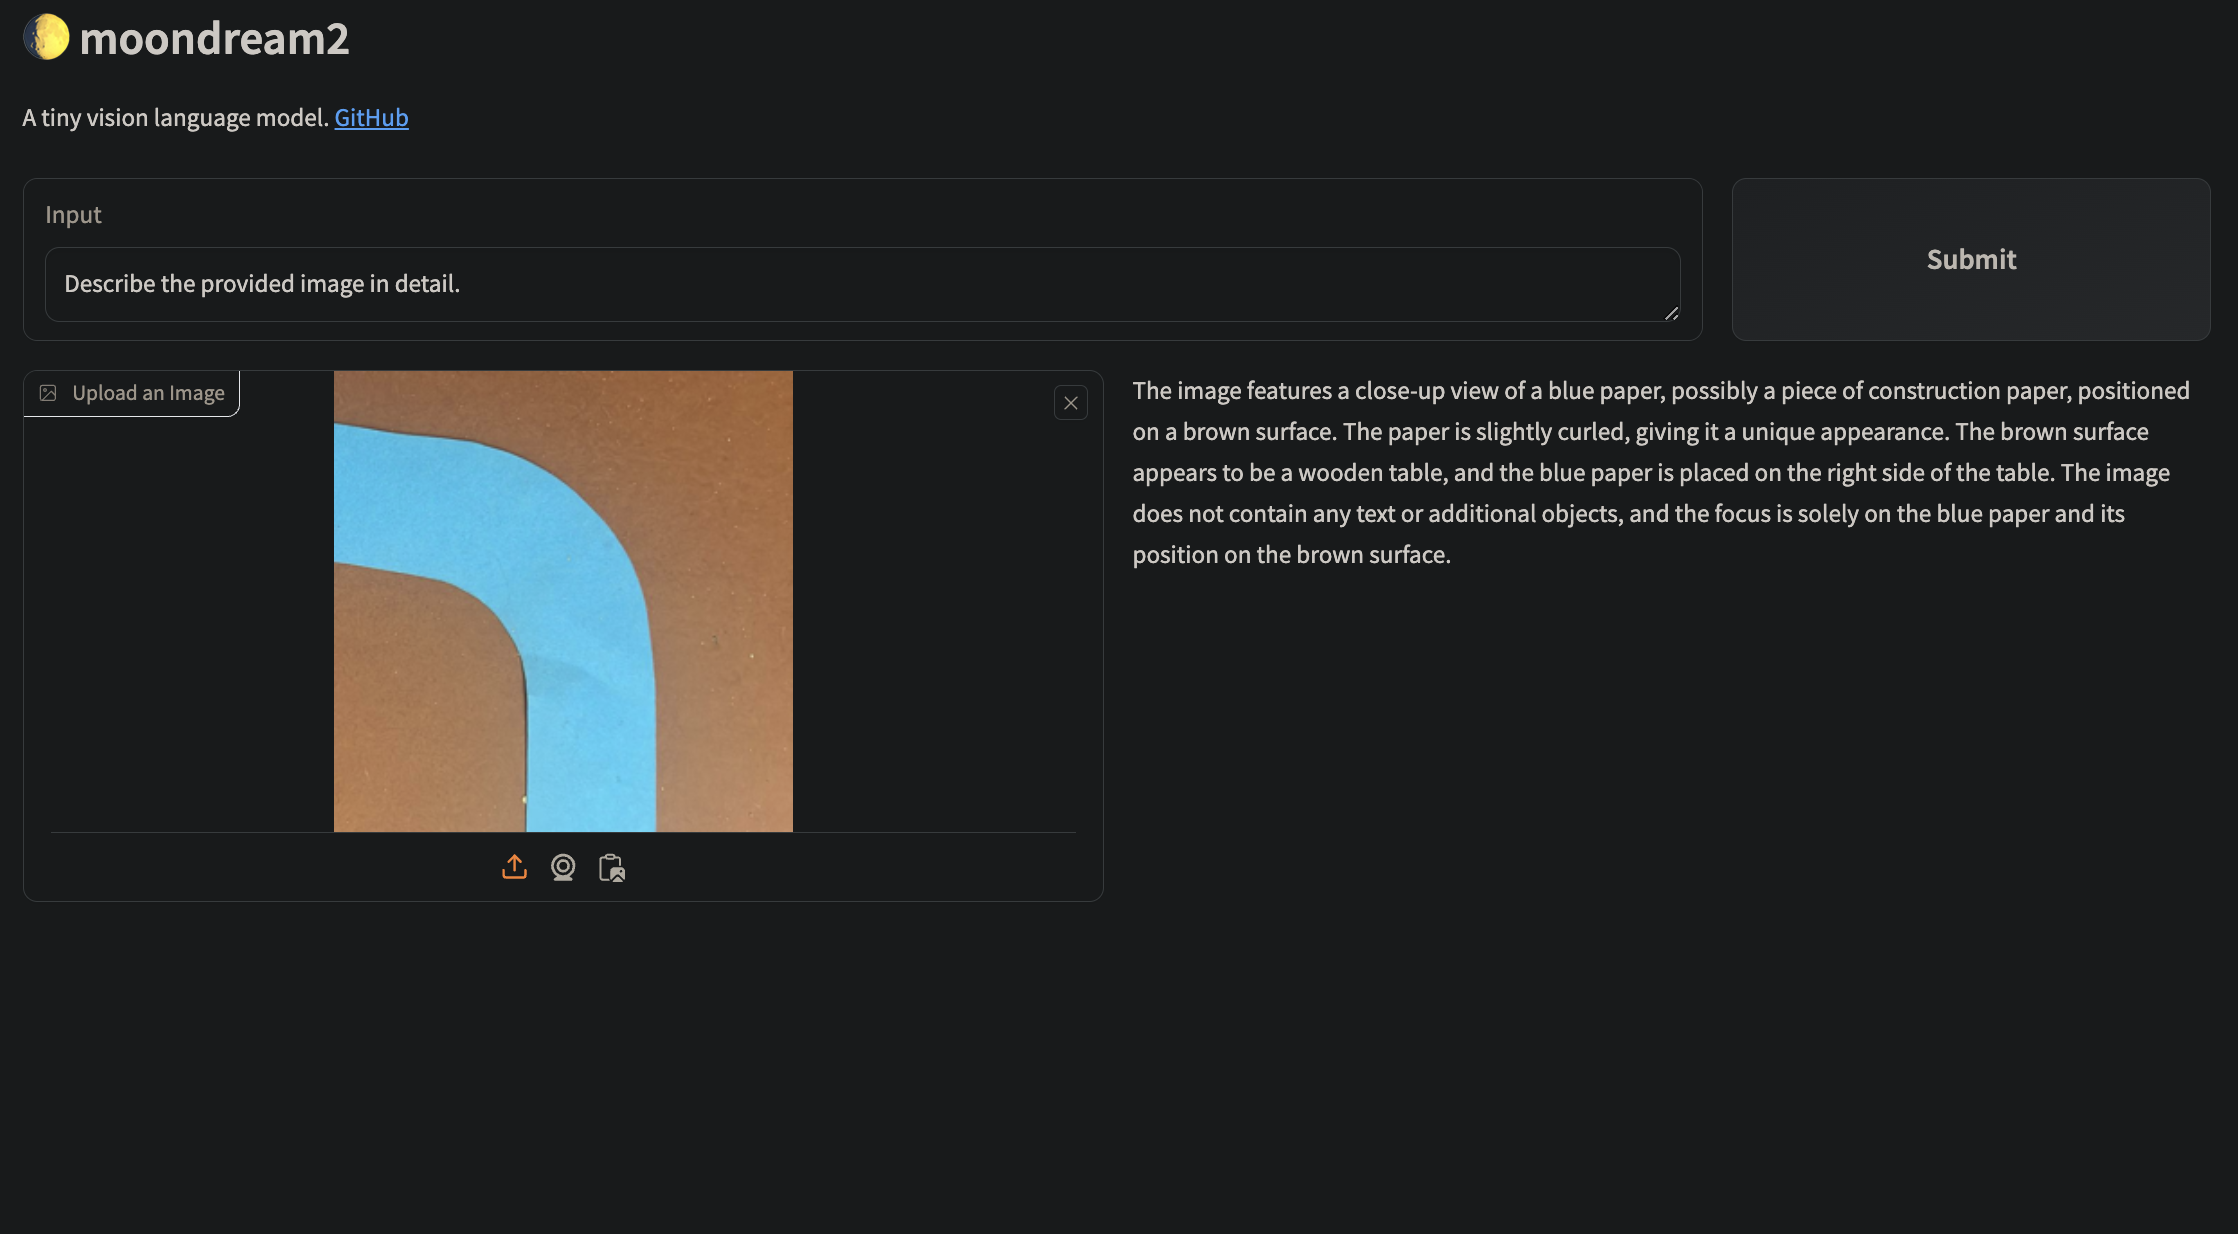 moondream2
A tiny vision language model. GitHub
Input
Describe the provided image in detail.
Submit
Upload an Image
The image features a close-up view of a blue paper, possibly a piece of construction paper, positioned
on a brown surface. The paper is slightly curled, giving it a unique appearance. The brown surface
appears to be a wooden table, and the blue paper is placed on the right side of the table. The image
does not contain any text or additional objects, and the focus is solely on the blue paper and its
position on the brown surface.